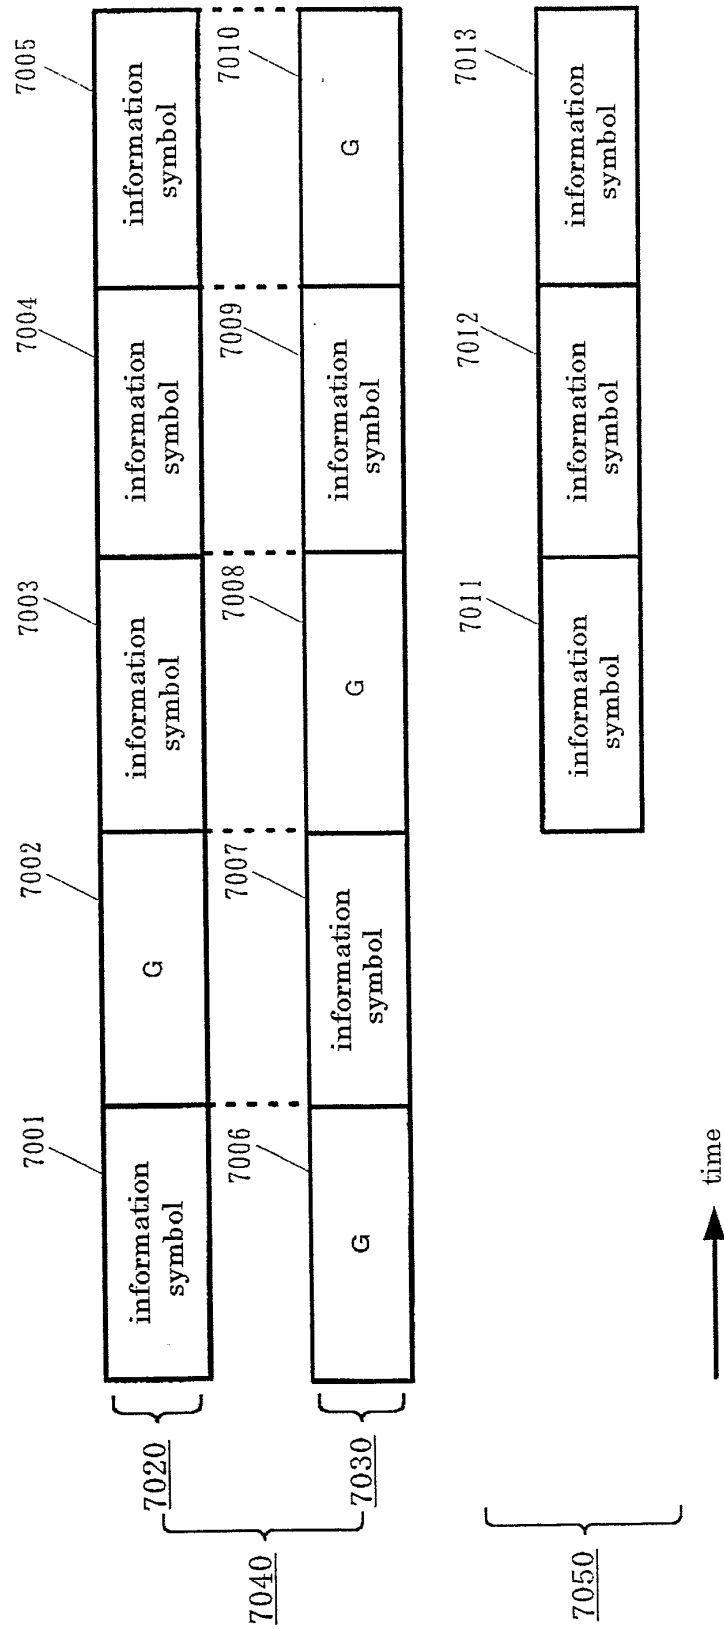 7001
7002
7003
7004
7005
7020
information
symbol
G
information
symbol
information
symbol
information
symbol
7040
7006
7007
7008
7009
7010
7030
G
information
symbol
G
information
symbol
G
7011
7012
7013
7050
information
symbol
information
symbol
information
symbol
time